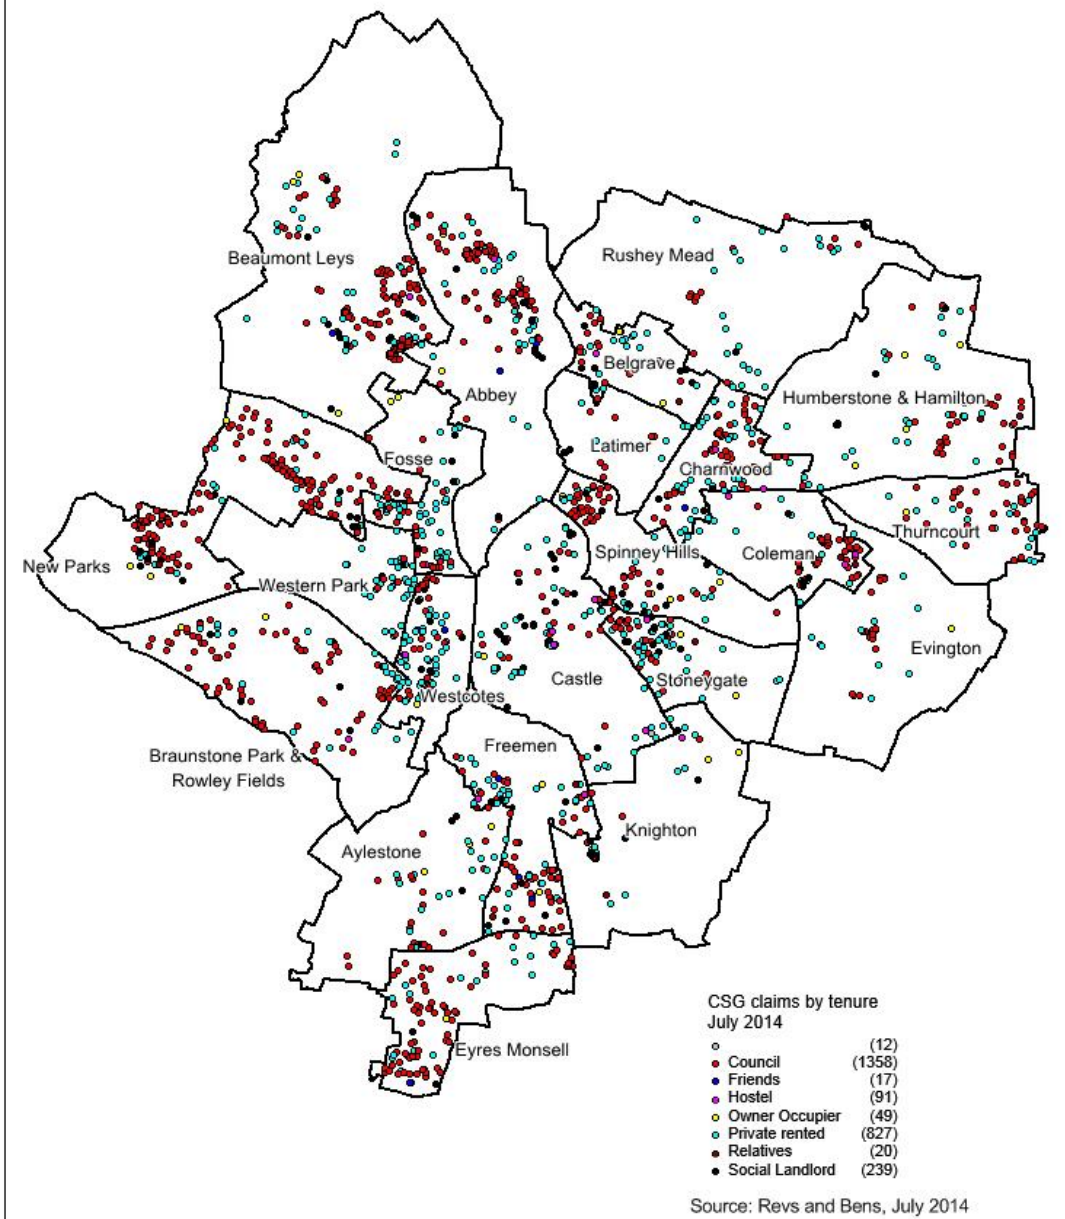 Rushey Mead
Beaumont Leys
Belgrave
Abbey
Humberstone & Hamilton
Latimer
Fosse
Charnwood
Thurncourt
Spinney Hills
Coleman
New Parks
Western Park
Evington
Castle
Stoneygate
Westcotes
Freemen
Braunstone Park &
Rowley Fields
Knighton
Aylestone
Eyres Monsell
CSG claims by tenure
July 2014
(12)
Council (1358)
Friends (17)
Hostel (91)
Owner Occupier (49)
Private rented (827)
Relatives (20)
Social Landlord (239)
Source: Revs and Bens, July 2014